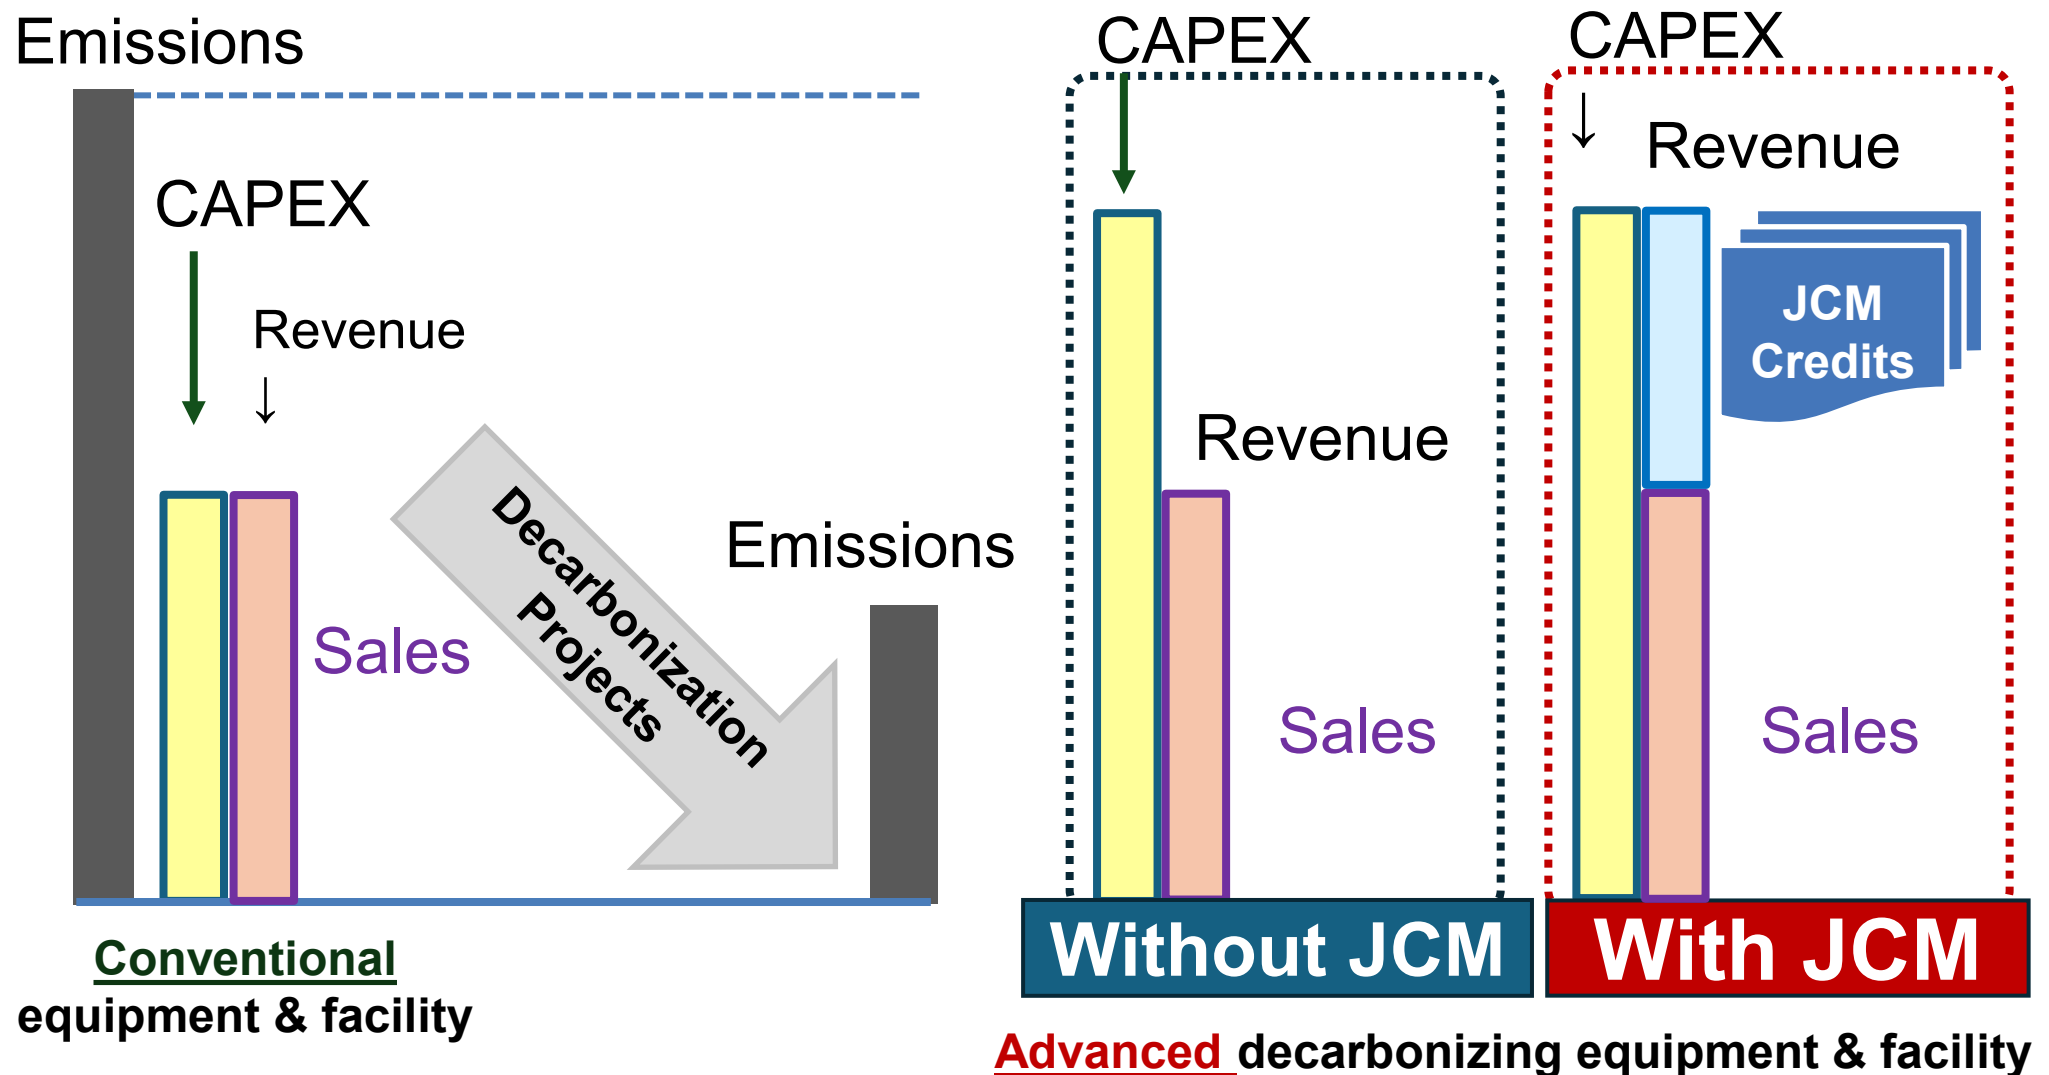 Emissions
CAPEX
↓
Revenue
↓
Sales
Decarbonization
Projects
Emissions
Conventional
equipment & facility
CAPEX
Revenue
Sales
Without JCM
CAPEX
↓
Revenue
JCM
Credits
Sales
With JCM
Advanced decarbonizing equipment & facility